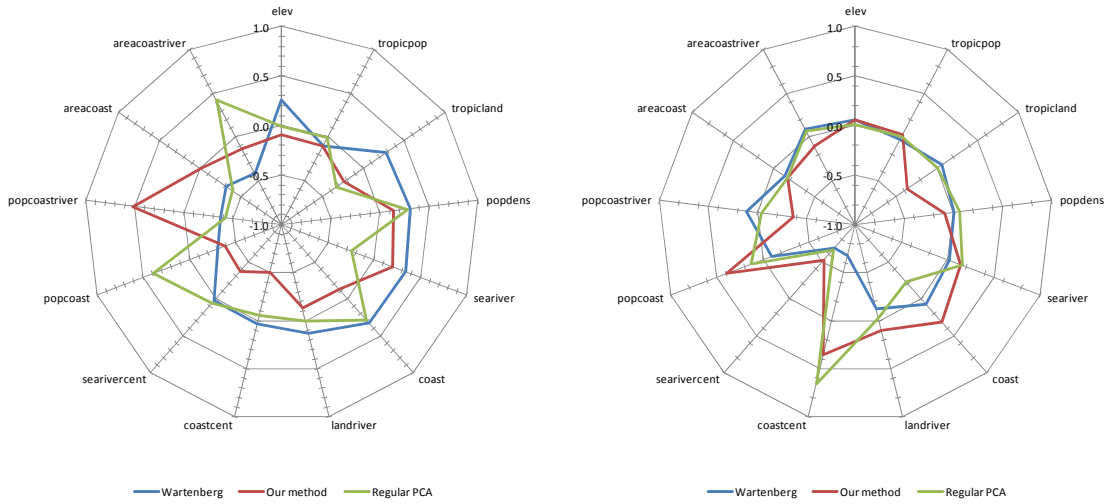 elev
tropicpop
tropicland
popdens
seariver
coast
landriver
coastcent
searivercent
popcoast
popcoastriver
areacoast
areacoastriver
1.0
0.5
0.0
-0.5
-1.0
Wartenberg Our method Regular PCA
elev
tropicpop
tropicland
popdens
seariver
coast
landriver
coastcent
searivercent
popcoast
popcoastriver
areacoast
areacoastriver
1.0
0.5
0.0
-0.5
-1.0
Wartenberg Our method Regular PCA